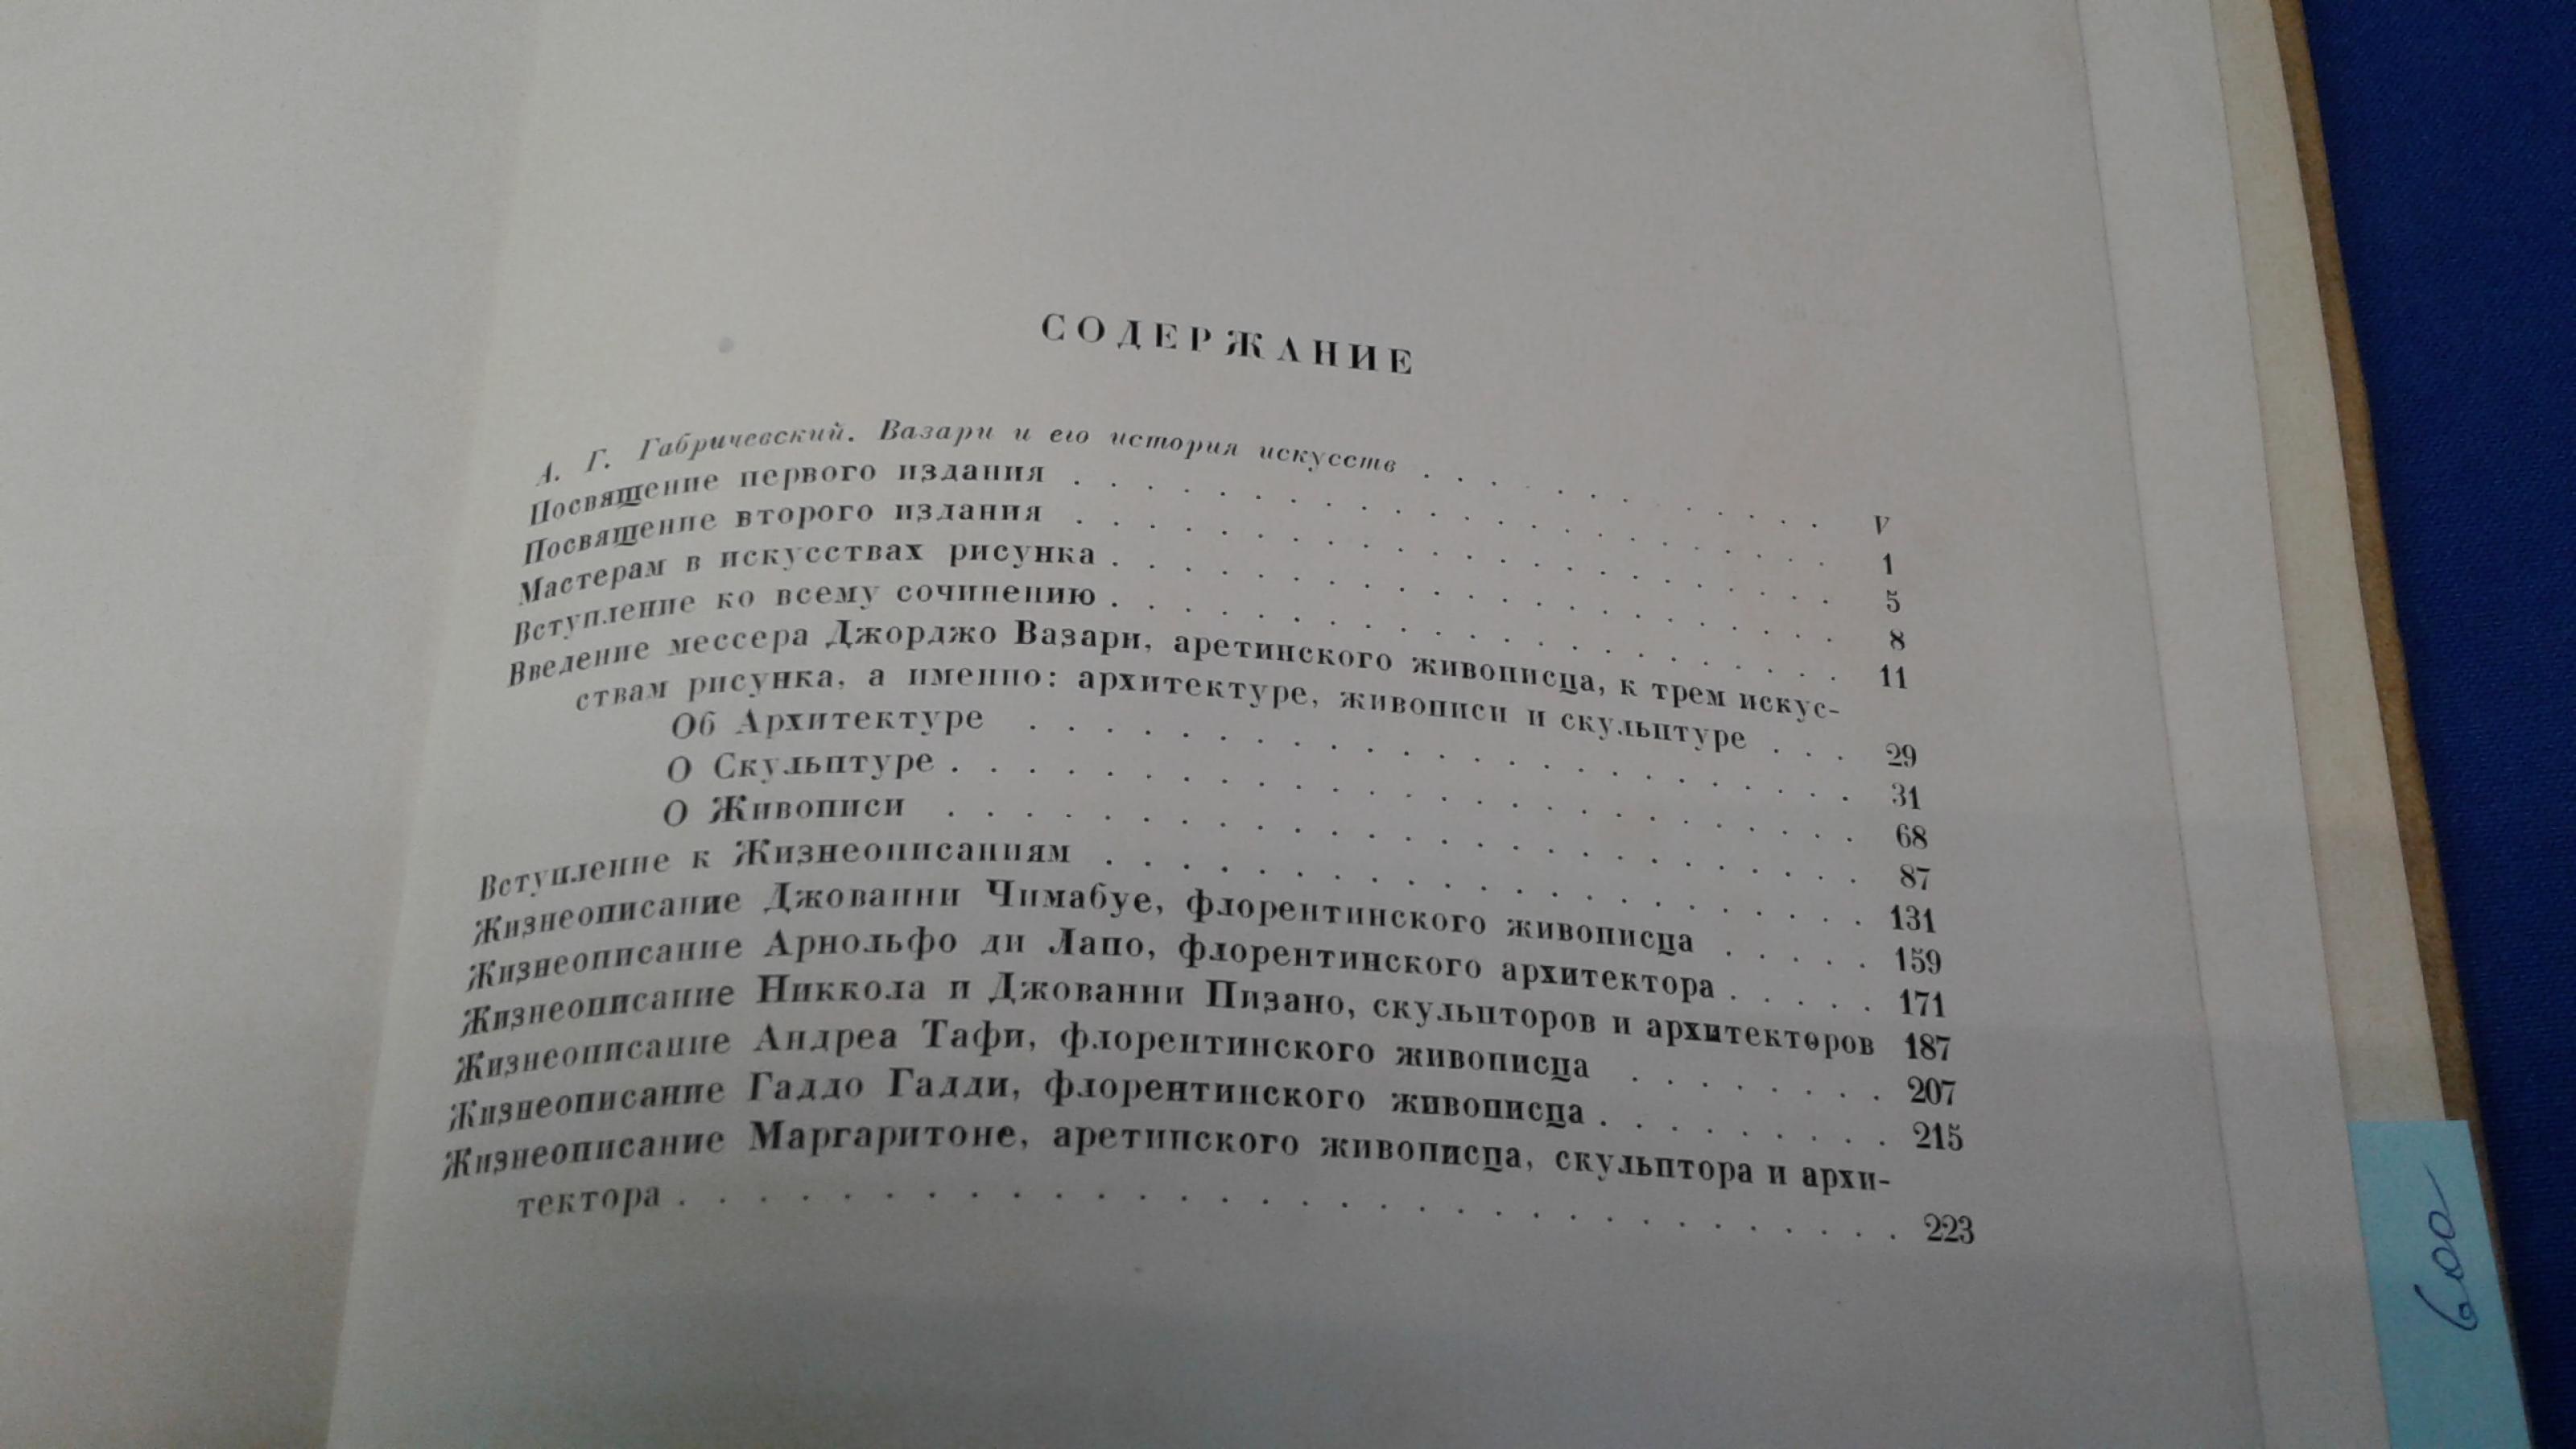 СОДЕРЖАНИЕ
А. Г. Габричевский. Вазари и его история искусств . . . . . . . . . . . V
Посвящение первого издания . . . . . . . . . . . . . . . . . . . . . 1
Посвящение второго издания . . . . . . . . . . . . . . . . . . . . . 5
Мастерам в искусствах рисунка . . . . . . . . . . . . . . . . . . . . 8
Вступление ко всему сочинению . . . . . . . . . . . . . . . . . . . . 11
Введение мессера Джорджо Вазари, аретинского живописца, к трем искус-
ствам рисунка, а именно: архитектуре, живописи и скульптуре . . . 29
Об Архитектуре . . . . . . . . . . . . . . . . . . . . . . 31
О Скульптуре . . . . . . . . . . . . . . . . . . . . . . . . 68
О Живописи . . . . . . . . . . . . . . . . . . . . . . . . 87
Вступление к Жизнеописаниям . . . . . . . . . . . . . . . . . . . . 131
Жизнеописание Джованни Чимабуе, флорентинского живописца . . . . . 159
Жизнеописание Арнольфо ди Лапо, флорентинского архитектора . . . . . 171
Жизнеописание Никкола и Джованни Пизано, скульпторов и архитекторов 187
Жизнеописание Андреа Тафи, флорентинского живописца . . . . . . . . 207
Жизнеописание Гаддо Гадди, флорентинского живописца . . . . . . . . . 215
Жизнеописание Маргаритоне, аретинского живописца, скульптора и архи-
тектора . . . . . . . . . . . . . . . . . . . . . . . . . . . . . . 223
600